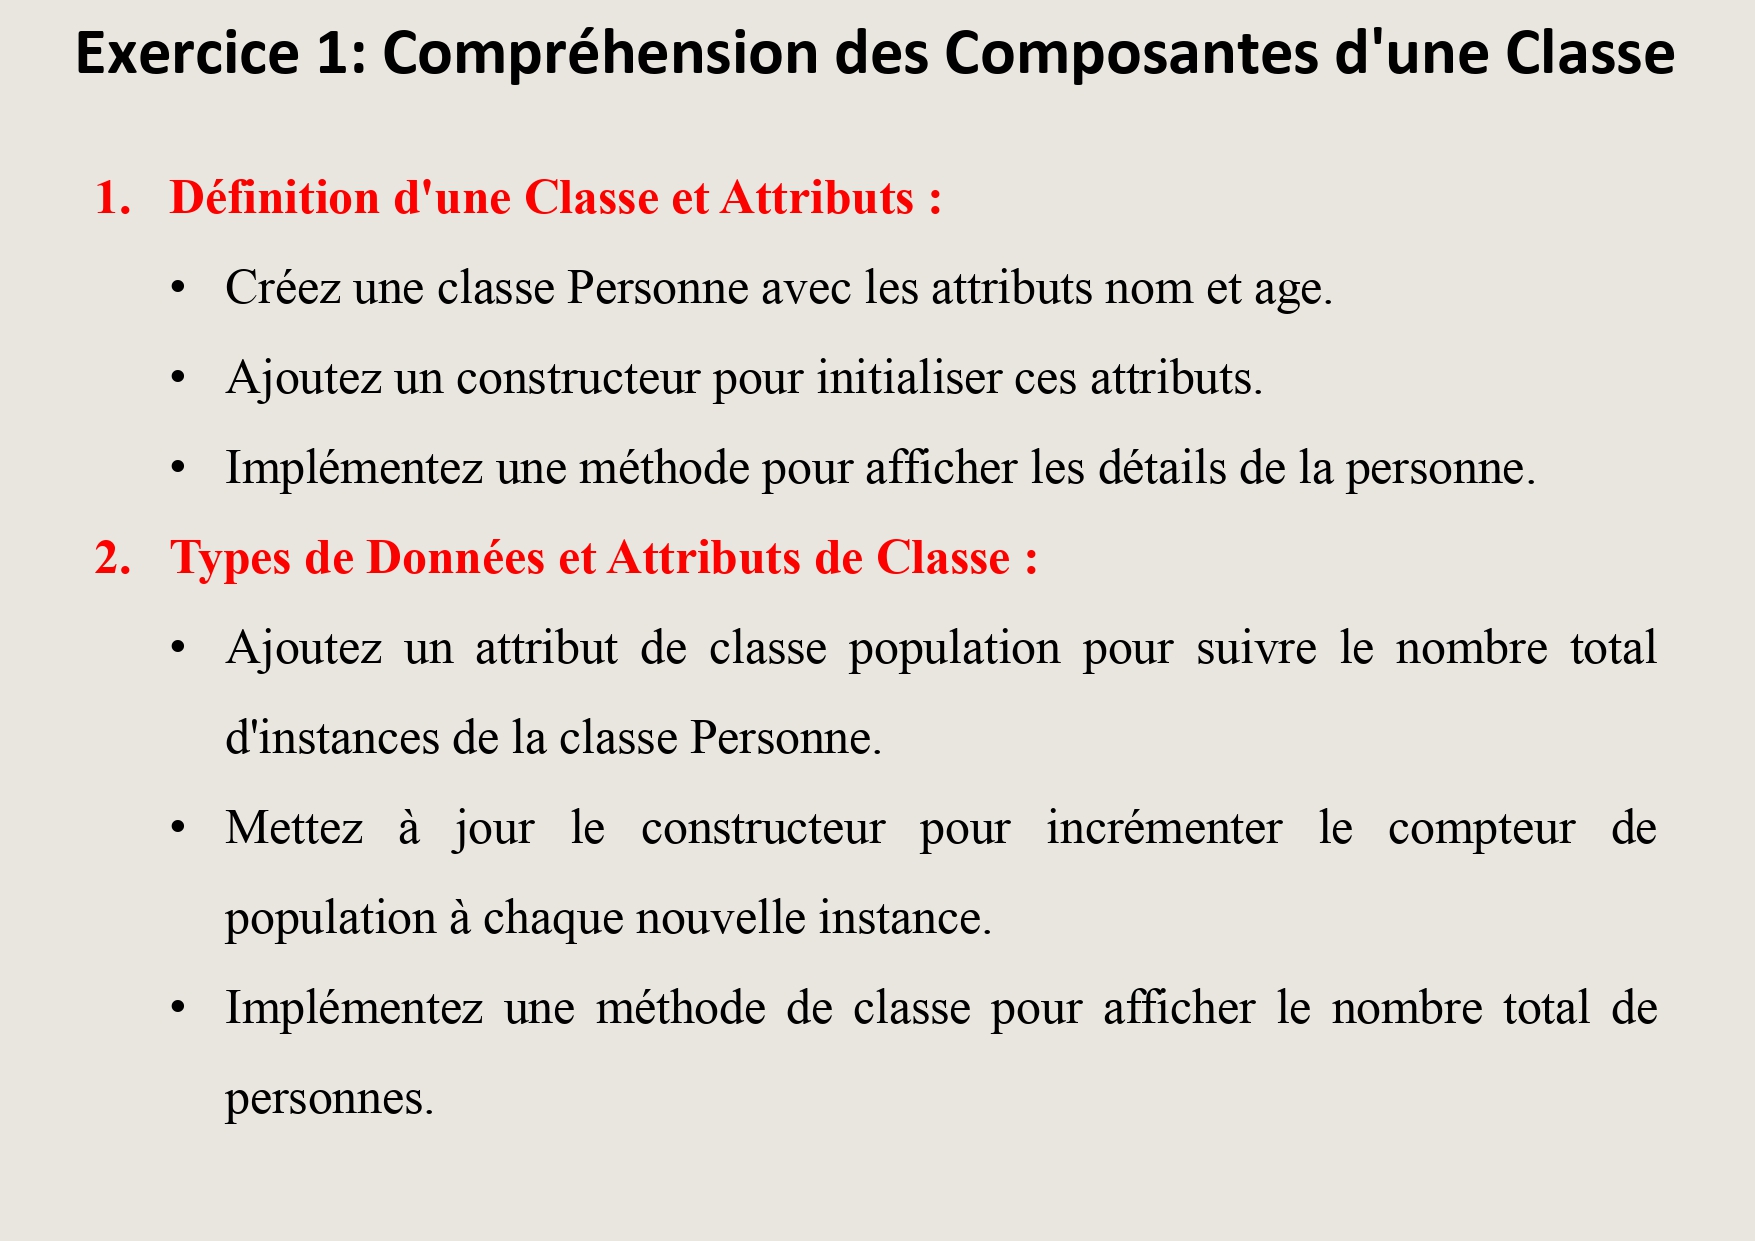 Exercice 1: Compréhension des Composantes d'une Classe
1. Définition d'une Classe et Attributs :
• Créez une classe Personne avec les attributs nom et age.
• Ajoutez un constructeur pour initialiser ces attributs.
• Implémentez une méthode pour afficher les détails de la personne.
2. Types de Données et Attributs de Classe :
• Ajoutez un attribut de classe population pour suivre le nombre total
d'instances de la classe Personne.
• Mettez à jour le constructeur pour incrémenter le compteur de
population à chaque nouvelle instance.
• Implémentez une méthode de classe pour afficher le nombre total de
personnes.